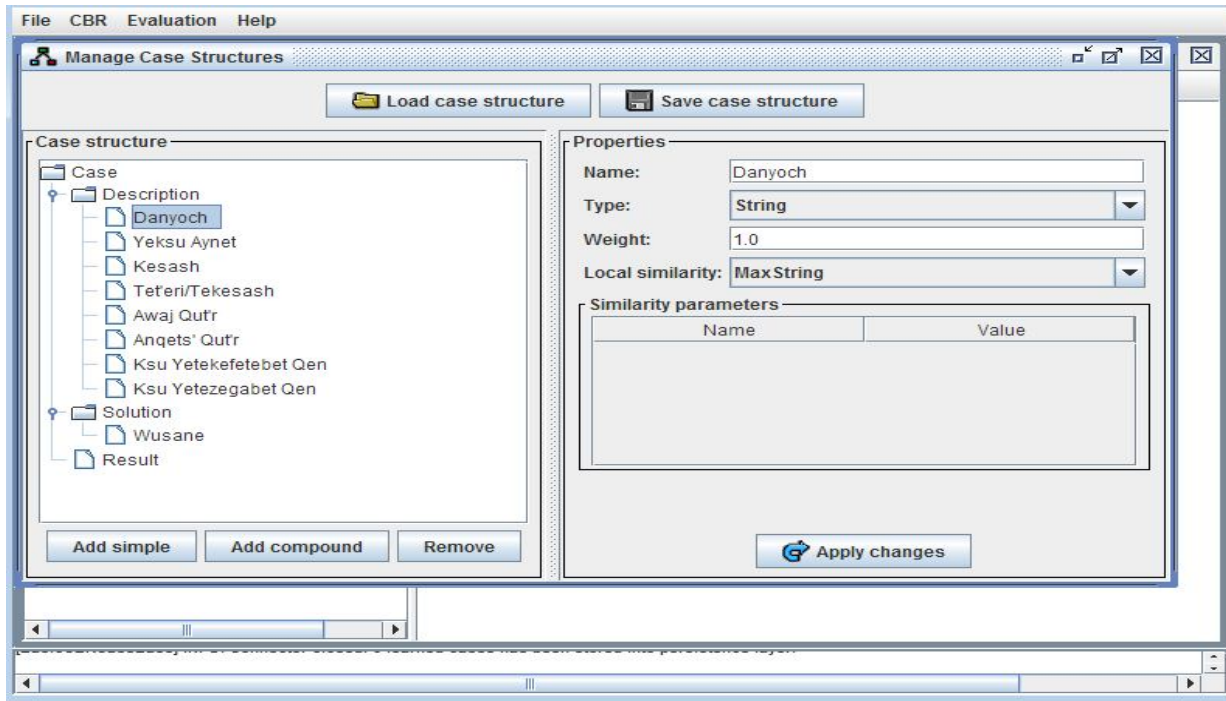 File CBR Evaluation Help
Manage Case Structures
Load case structure Save case structure
Case structure
Case
Description
Danyoch
Yeksu Aynet
Kesash
Tet'eri/Tekesash
Awaj Qut'r
Anqets' Qut'r
Ksu Yetekefetebet Qen
Ksu Yetezegabet Qen
Solution
Wusane
Result
Add simple Add compound Remove
Properties
Name: Danyoch
Type: String
Weight: 1.0
Local similarity: MaxString
Similarity parameters
Name Value
Apply changes